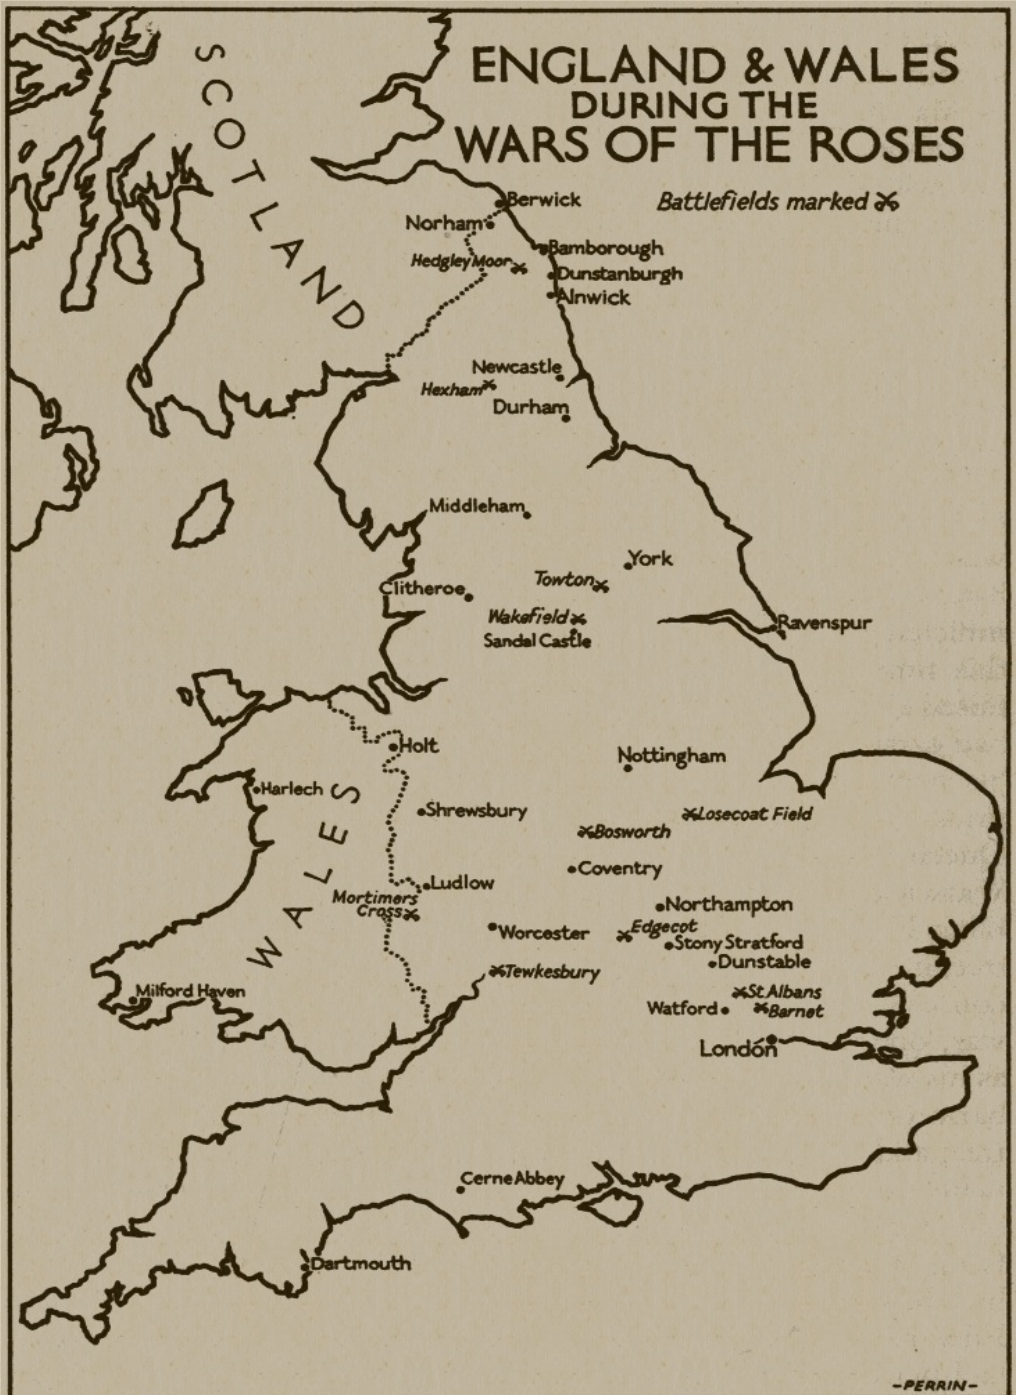 ENGLAND & WALES
DURING THE
WARS OF THE ROSES
Battlefields marked
SCOTLAND
Berwick
Norham
Bamborough
Hedgley Moor
Dunstanburgh
Alnwick
Newcastle
Hexham
Durham
Middleham
York
Towton
Clitheroe
Wakefield
Ravenspur
Sandal Castle
Holt
Nottingham
Harlech
WALES
Shrewsbury
Losecoat Field
Bosworth
Coventry
Ludlow
Mortimers
Cross
Northampton
Edgecot
Worcester
Stony Stratford
Dunstable
Tewkesbury
Milford Haven
St Albans
Watford
Barnet
London
Cerne Abbey
Dartmouth
-PERRIN-